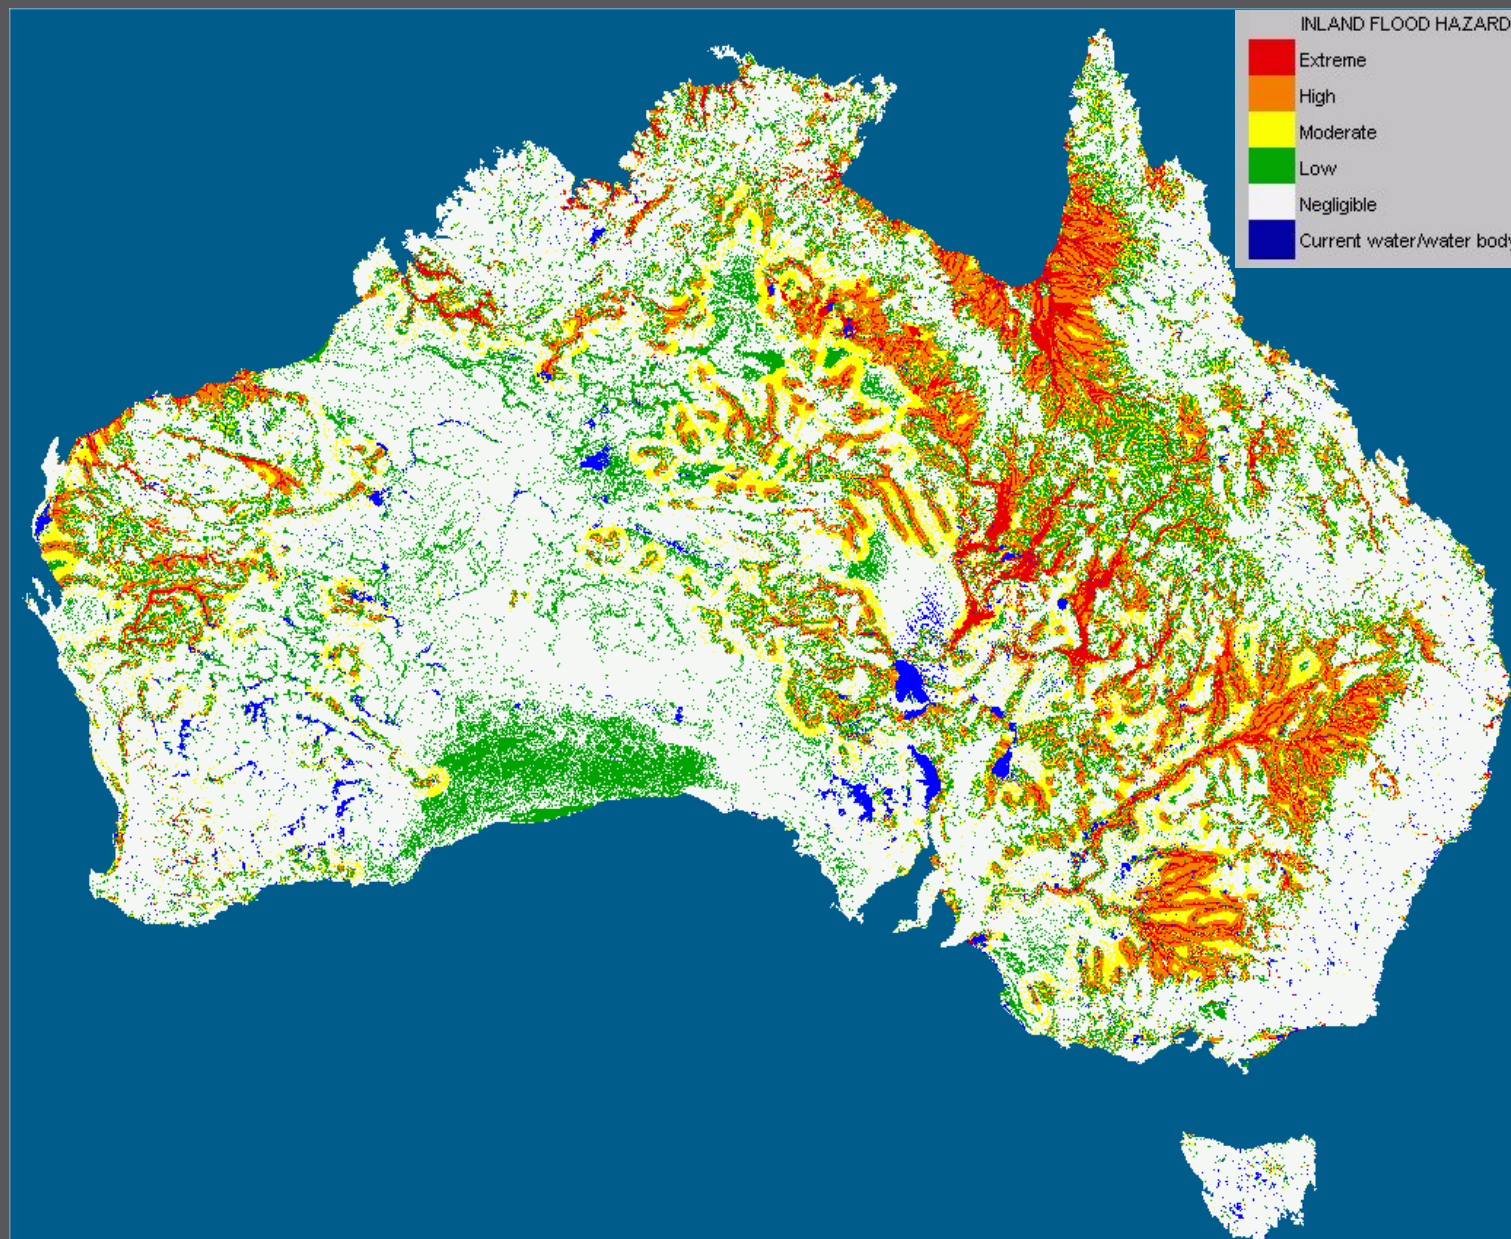 INLAND FLOOD HAZARD
Extreme
High
Moderate
Low
Negligible
Current water/water body